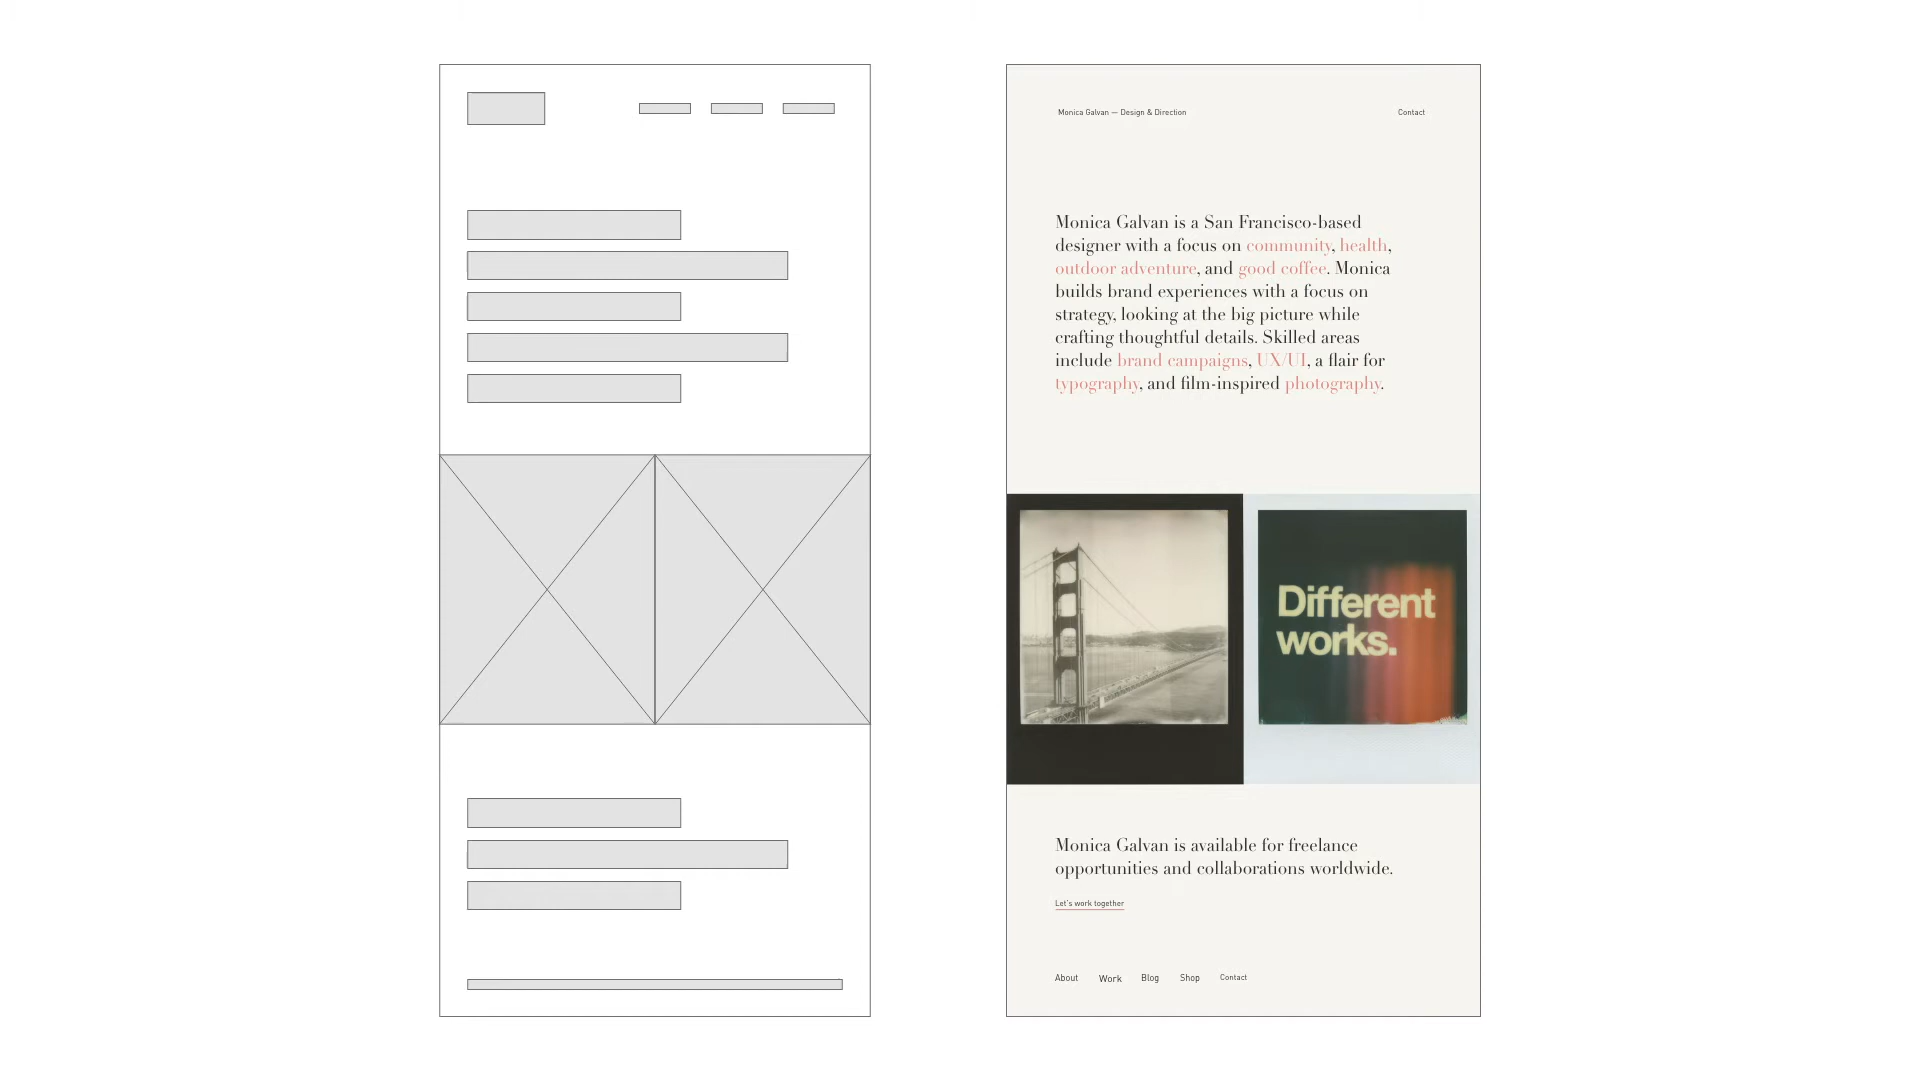 Monica Galvan — Design & Direction
Contact
Monica Galvan is a San Francisco-based
designer with a focus on community, health,
outdoor adventure, and good coffee. Monica
builds brand experiences with a focus on
strategy, looking at the big picture while
crafting thoughtful details. Skilled areas
include brand campaigns, UX/UI, a flair for
typography, and film-inspired photography.
Different
works.
Monica Galvan is available for freelance
opportunities and collaborations worldwide.
Let's work together
About Work Blog Shop Contact